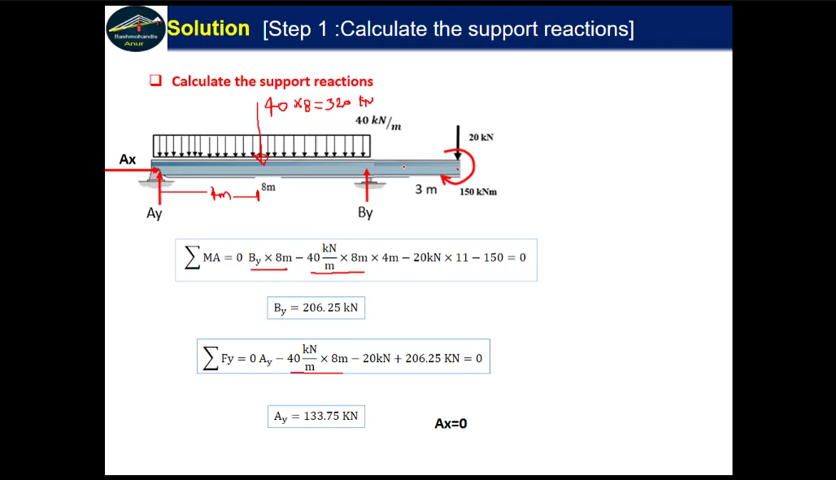 Bashmohandis
Anur
Solution [Step 1 :Calculate the support reactions]
❑ Calculate the support reactions
40 × 8 = 320 kN
40 kN/m
20 kN
Ax
4m
8m
3 m
150 kNm
Ay
By
∑ MA = 0 By × 8m − 40 kN/m × 8m × 4m − 20kN × 11 − 150 = 0
By = 206.25 kN
∑ Fy = 0 Ay − 40 kN/m × 8m − 20kN + 206.25 KN = 0
Ay = 133.75 KN
Ax=0